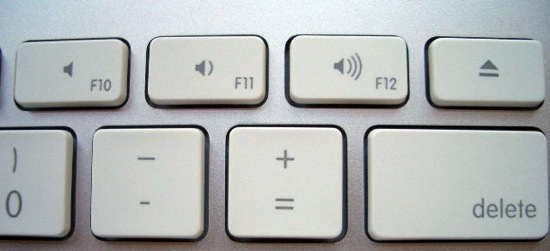 F10 F11 F12
) — +
0 - = delete